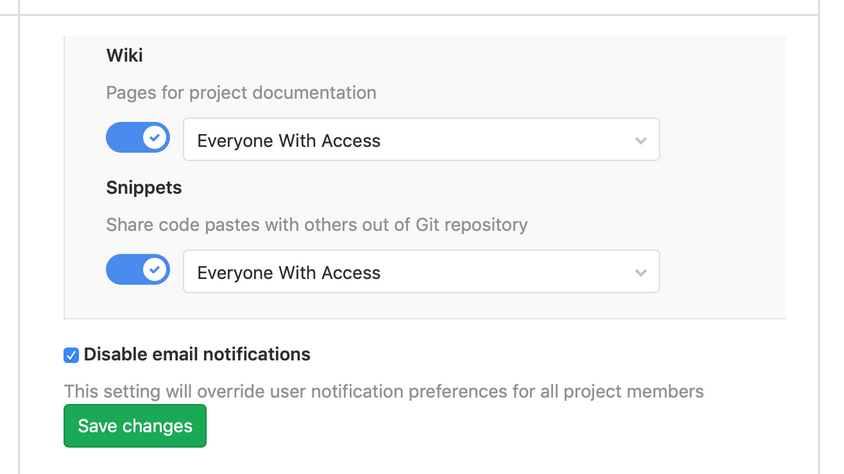 Wiki
Pages for project documentation
Everyone With Access
Snippets
Share code pastes with others out of Git repository
Everyone With Access
Disable email notifications
This setting will override user notification preferences for all project members
Save changes